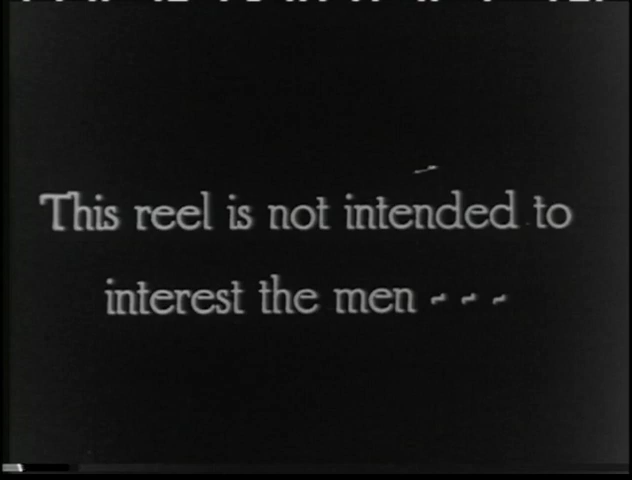 This reel is not intended to
interest the men - - -